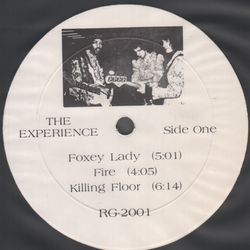 THE
EXPERIENCE
Side One
Foxey Lady (5:01)
Fire (4:05)
Killing Floor (6:14)
RG-2001